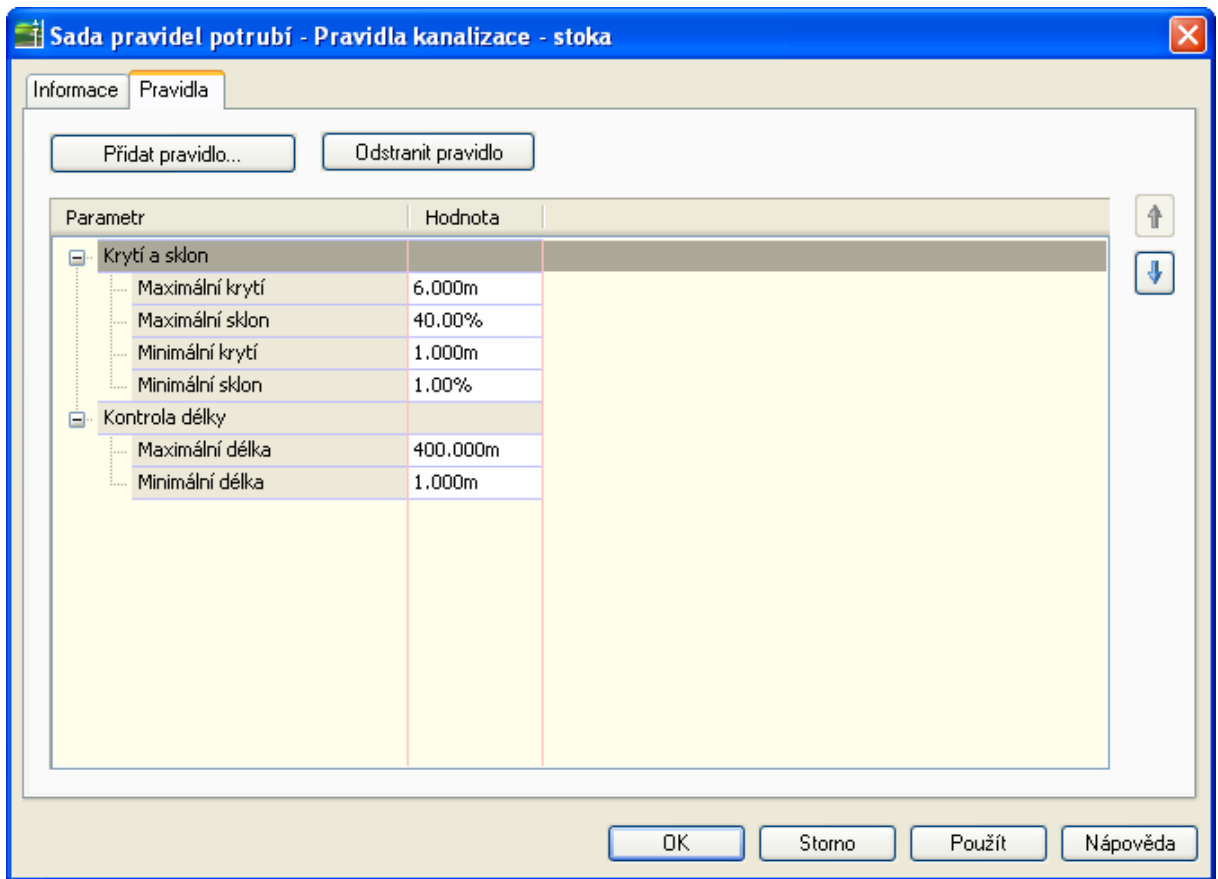 Sada pravidel potrubí - Pravidla kanalizace - stoka
Informace Pravidla
Přidat pravidlo... Odstranit pravidlo
Parametr Hodnota
Krytí a sklon
Maximální krytí 6.000m
Maximální sklon 40.00%
Minimální krytí 1.000m
Minimální sklon 1.00%
Kontrola délky
Maximální délka 400.000m
Minimální délka 1.000m
OK Storno Použít Nápověda